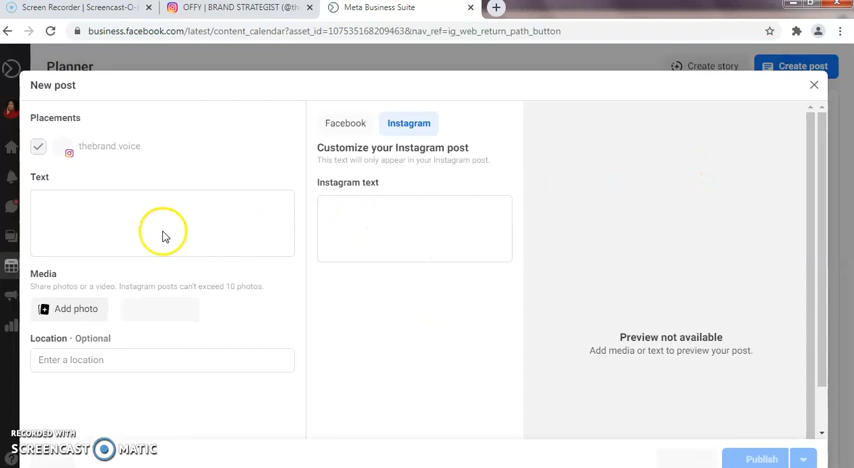 Screen Recorder | Screencast-O-
OFFY | BRAND STRATEGIST (@th
Meta Business Suite
business.facebook.com/latest/content_calendar?asset_id=107535168209463&nav_ref=ig_web_return_path_button
Planner
Create story
Create post
New post
Placements
thebrand.voice
Text
Media
Share photos or a video. Instagram posts can't exceed 10 photos.
Add photo
Location · Optional
Enter a location
Facebook
Instagram
Customize your Instagram post
This text will only appear in your Instagram post.
Instagram text
Preview not available
Add media or text to preview your post.
Publish
RECORDED WITH
SCREENCAST MATIC